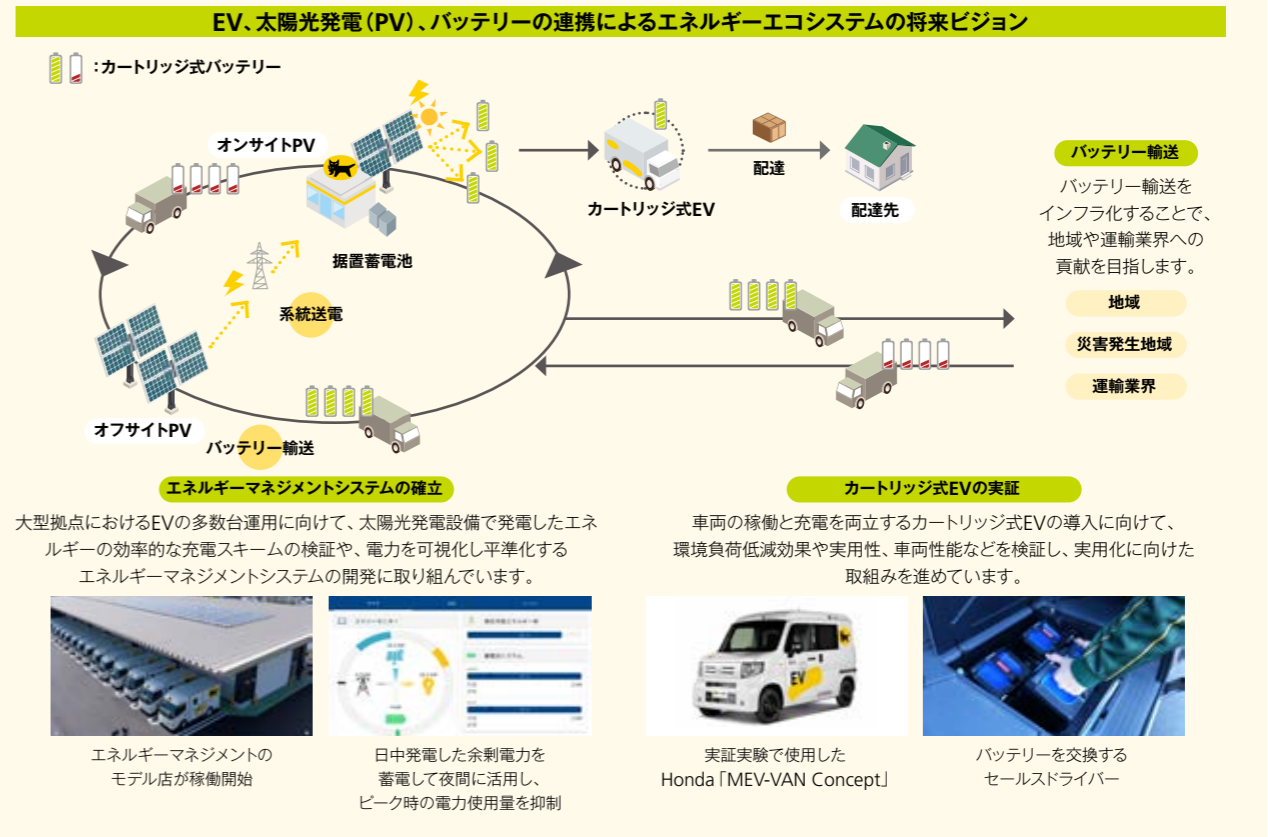 EV、太陽光発電(PV)、バッテリーの連携によるエネルギーエコシステムの将来ビジョン
:カートリッジ式バッテリー
オンサイトPV
据置蓄電池
系統送電
オフサイトPV
バッテリー輸送
カートリッジ式EV
配達
配達先
バッテリー輸送
バッテリー輸送を
インフラ化することで、
地域や運輸業界への
貢献を目指します。
地域
災害発生地域
運輸業界
エネルギーマネジメントシステムの確立
大型拠点におけるEVの多数台運用に向けて、太陽光発電設備で発電したエネ
ルギーの効率的な充電スキームの検証や、電力を可視化し平準化する
エネルギーマネジメントシステムの開発に取り組んでいます。
エネルギーマネジメントの
モデル店が稼働開始
日中発電した余剰電力を
蓄電して夜間に活用し、
ピーク時の電力使用量を抑制
カートリッジ式EVの実証
車両の稼働と充電を両立するカートリッジ式EVの導入に向けて、
環境負荷低減効果や実用性、車両性能などを検証し、実用化に向けた
取組みを進めています。
EV
実証実験で使用した
Honda「MEV-VAN Concept」
バッテリーを交換する
セールスドライバー